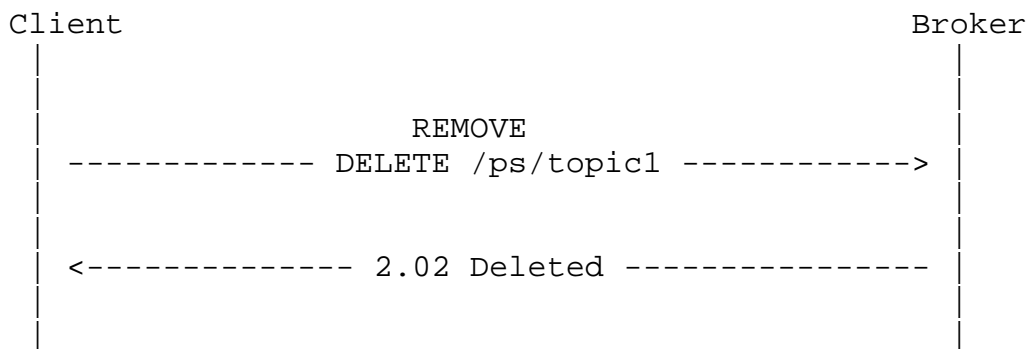 Client Broker
REMOVE
------------- DELETE /ps/topic1 ------------>
<-------------- 2.02 Deleted ----------------